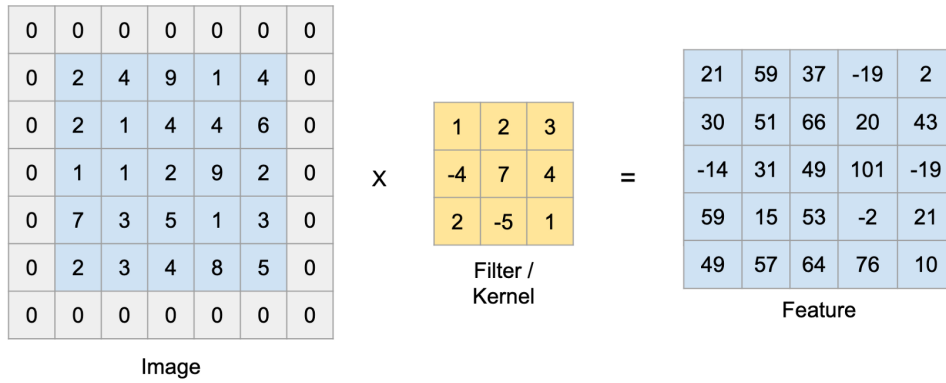 0 0 0 0 0 0 0
0 2 4 9 1 4 0
0 2 1 4 4 6 0
0 1 1 2 9 2 0
0 7 3 5 1 3 0
0 2 3 4 8 5 0
0 0 0 0 0 0 0
Image
x
1 2 3
-4 7 4
2 -5 1
Filter /
Kernel
=
21 59 37 -19 2
30 51 66 20 43
-14 31 49 101 -19
59 15 53 -2 21
49 57 64 76 10
Feature